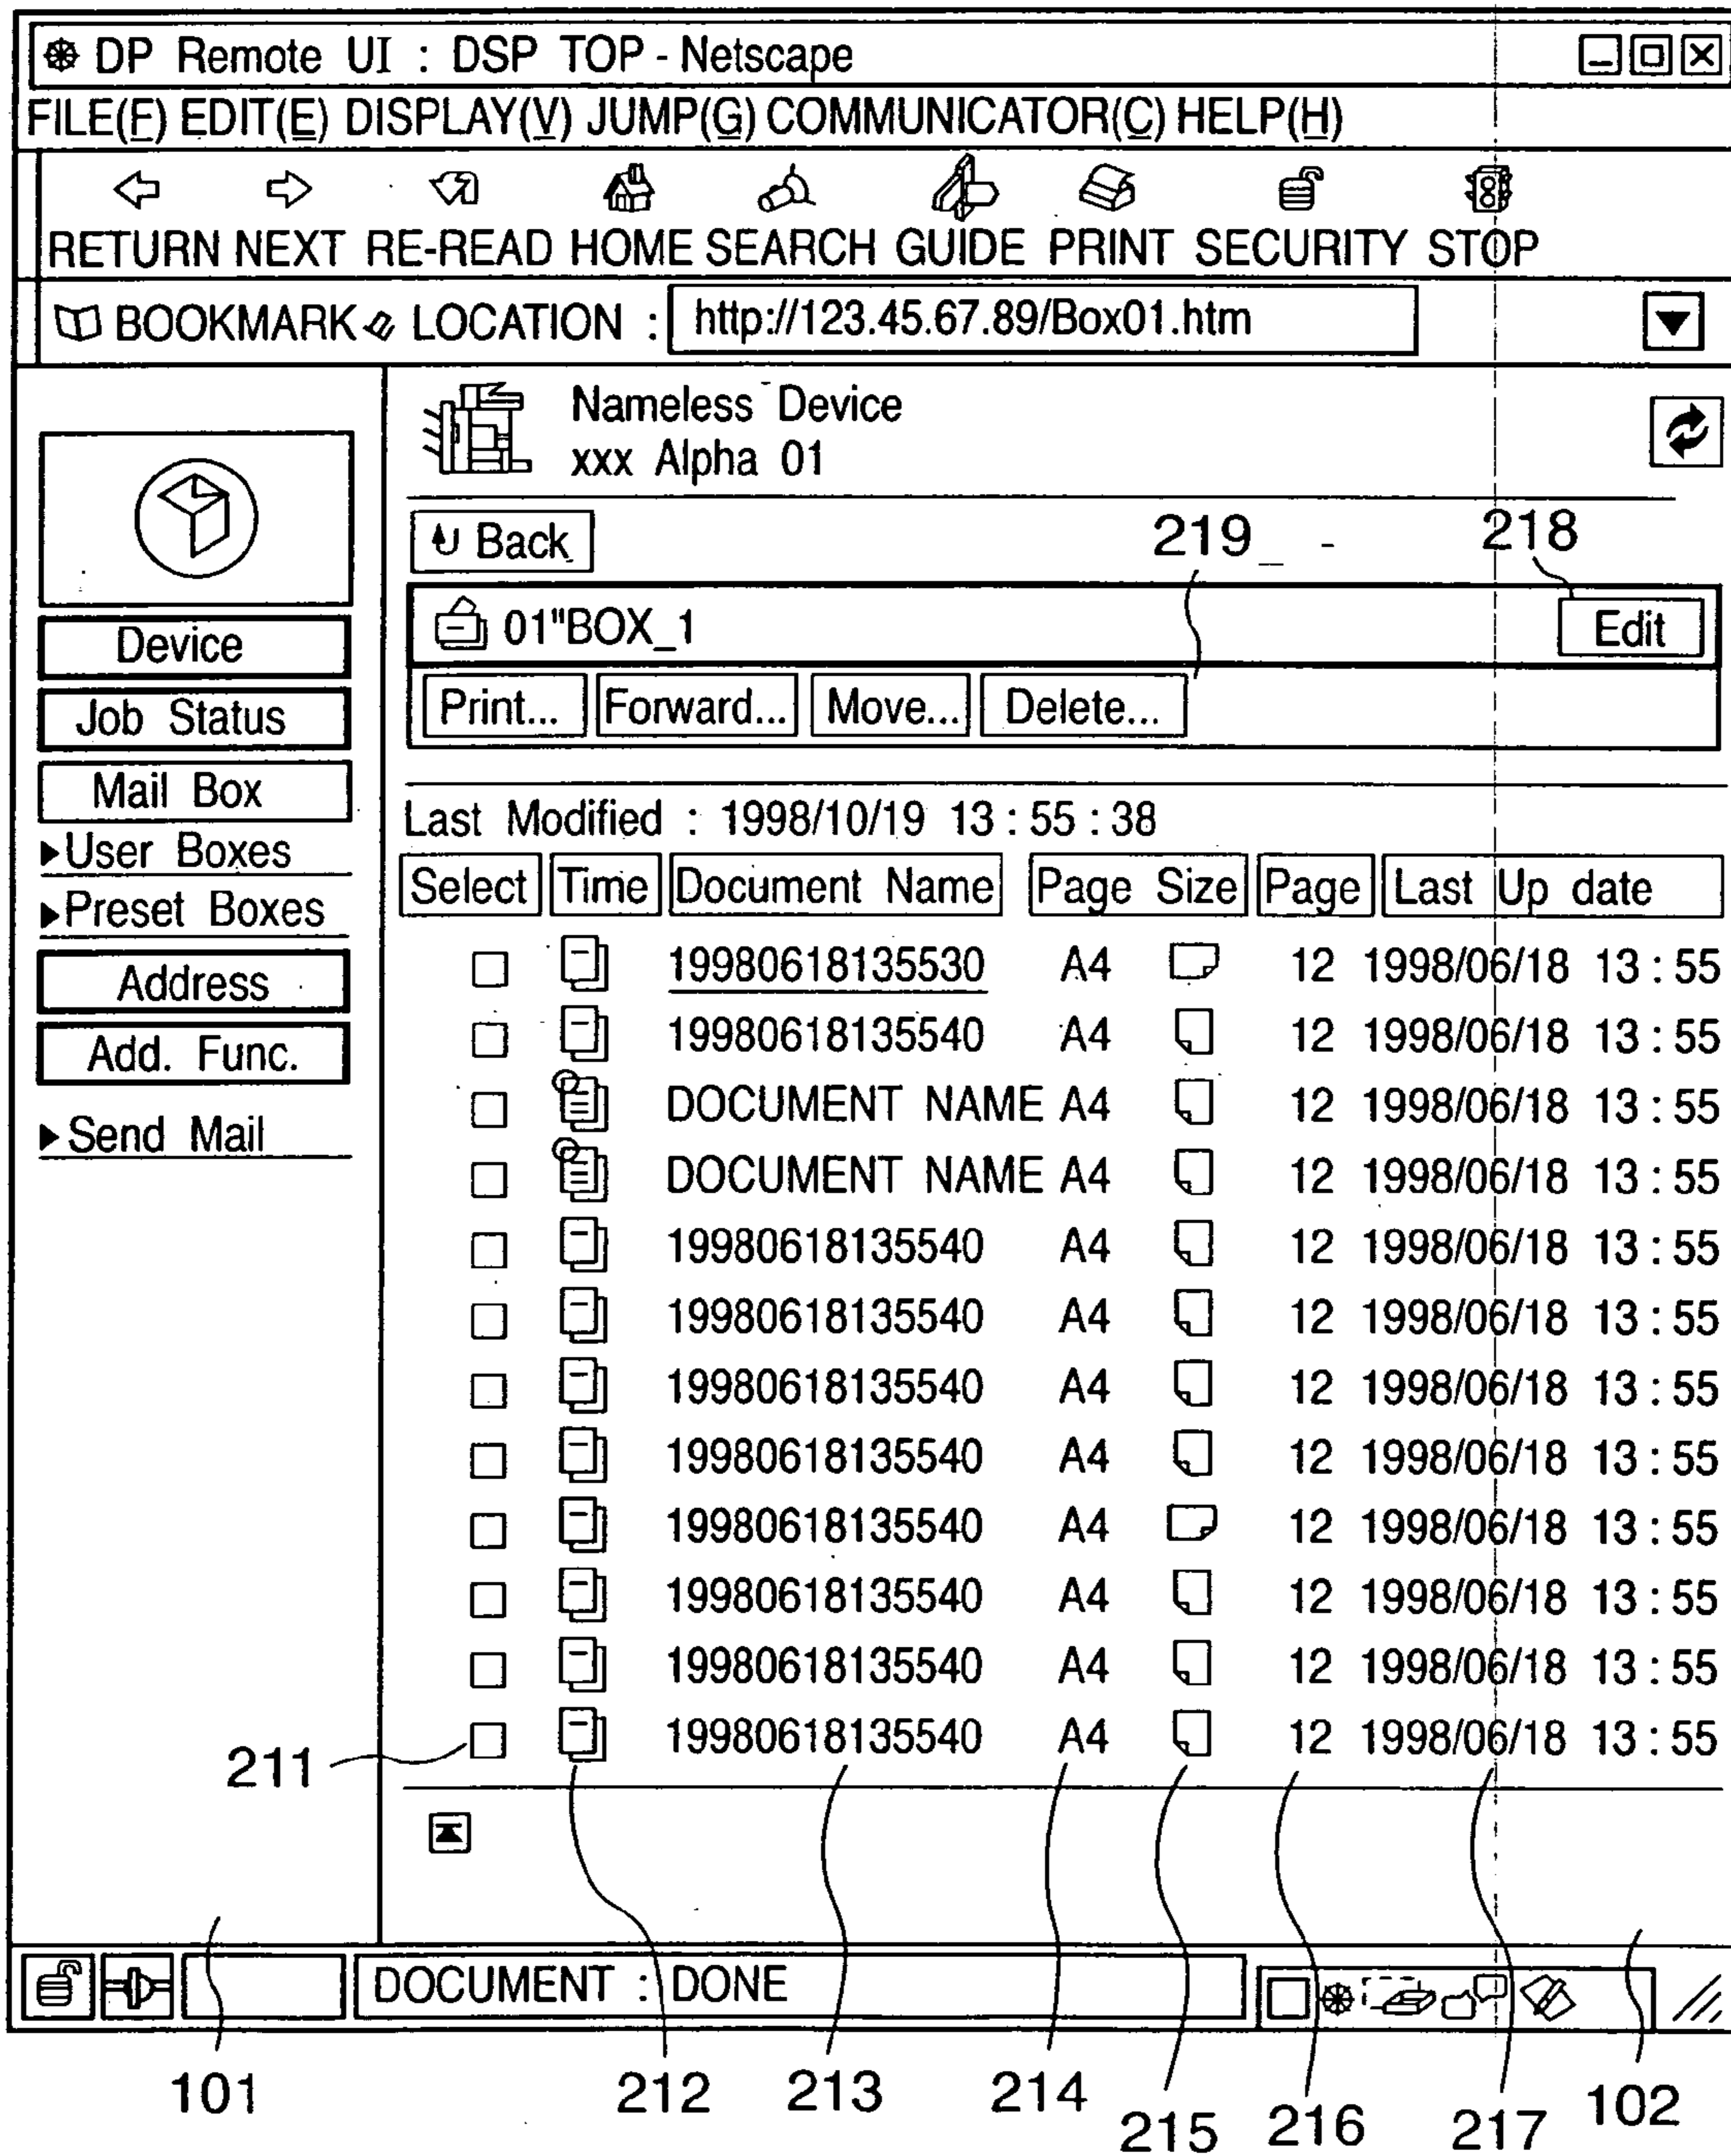 DP Remote UI : DSP TOP - Netscape
FILE(F) EDIT(E) DISPLAY(V) JUMP(G) COMMUNICATOR(C) HELP(H)
RETURN NEXT RE-READ HOME SEARCH GUIDE PRINT SECURITY STOP
BOOKMARK LOCATION : http://123.45.67.89/Box01.htm
Nameless Device
xxx Alpha 01
Back
219
218
01"BOX_1
Edit
Print... Forward... Move... Delete...
Device
Job Status
Mail Box
User Boxes
Preset Boxes
Address
Add. Func.
Send Mail
Last Modified : 1998/10/19 13 : 55 : 38
Select Time Document Name Page Size Page Last Up date
19980618135530 A4 12 1998/06/18 13 : 55
19980618135540 A4 12 1998/06/18 13 : 55
DOCUMENT NAME A4 12 1998/06/18 13 : 55
DOCUMENT NAME A4 12 1998/06/18 13 : 55
19980618135540 A4 12 1998/06/18 13 : 55
19980618135540 A4 12 1998/06/18 13 : 55
19980618135540 A4 12 1998/06/18 13 : 55
19980618135540 A4 12 1998/06/18 13 : 55
19980618135540 A4 12 1998/06/18 13 : 55
19980618135540 A4 12 1998/06/18 13 : 55
19980618135540 A4 12 1998/06/18 13 : 55
19980618135540 A4 12 1998/06/18 13 : 55
211
DOCUMENT : DONE
101 212 213 214 215 216 217 102